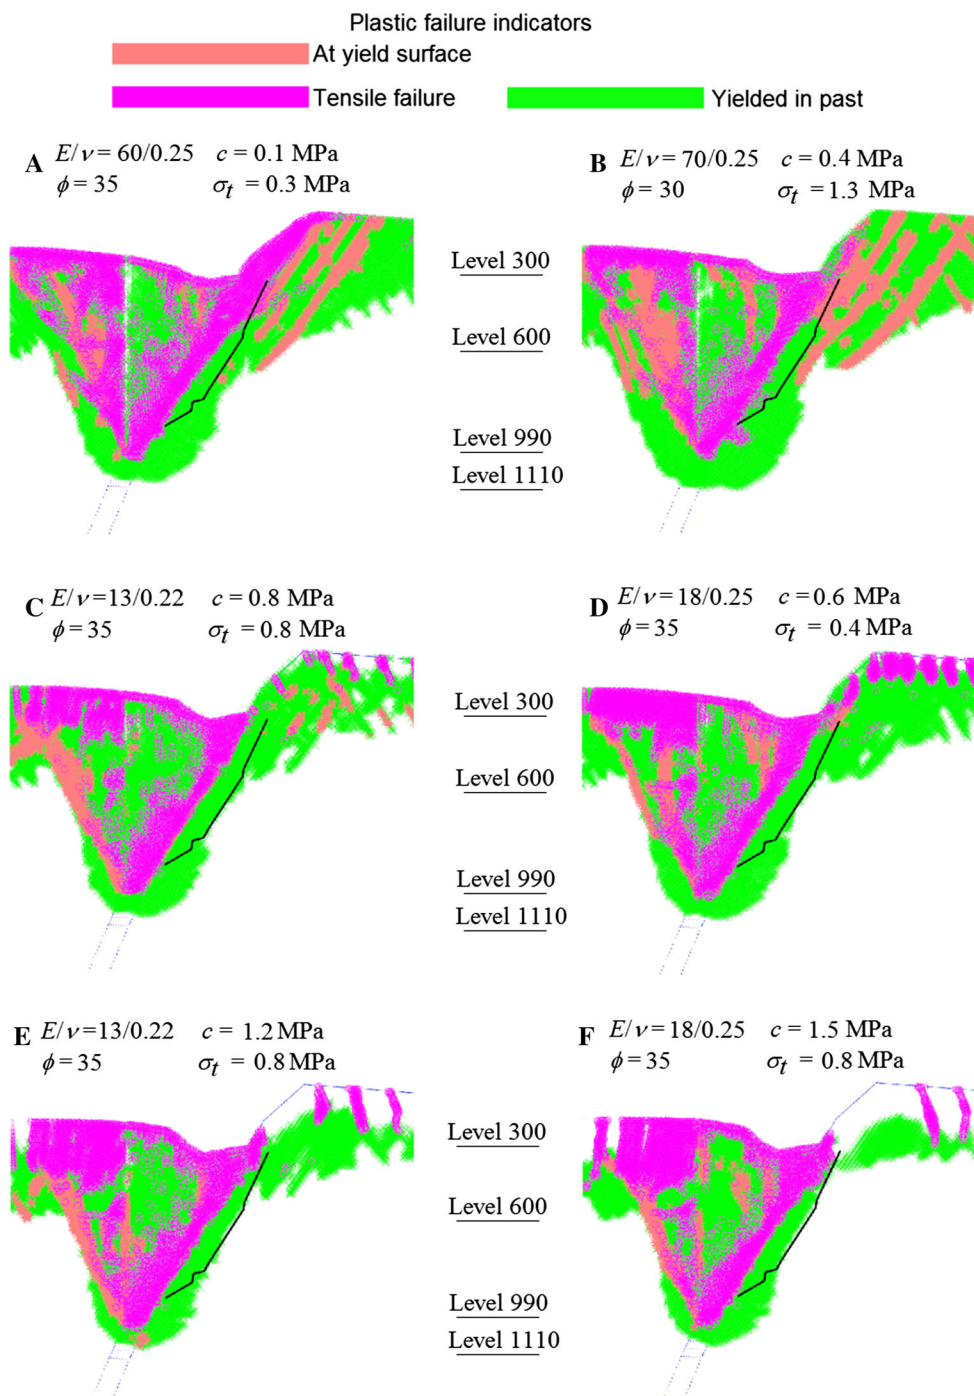 Plastic failure indicators
At yield surface
Tensile failure
Yielded in past
A E/ν = 60/0.25 c = 0.1 MPa
ϕ = 35 σt = 0.3 MPa
B E/ν = 70/0.25 c = 0.4 MPa
ϕ = 30 σt = 1.3 MPa
Level 300
Level 600
Level 990
Level 1110
C E/ν =13/0.22 c = 0.8 MPa
ϕ = 35 σt = 0.8 MPa
D E/ν = 18/0.25 c = 0.6 MPa
ϕ = 35 σt = 0.4 MPa
Level 300
Level 600
Level 990
Level 1110
E E/ν =13/0.22 c = 1.2 MPa
ϕ = 35 σt = 0.8 MPa
F E/ν = 18/0.25 c = 1.5 MPa
ϕ = 35 σt = 0.8 MPa
Level 300
Level 600
Level 990
Level 1110